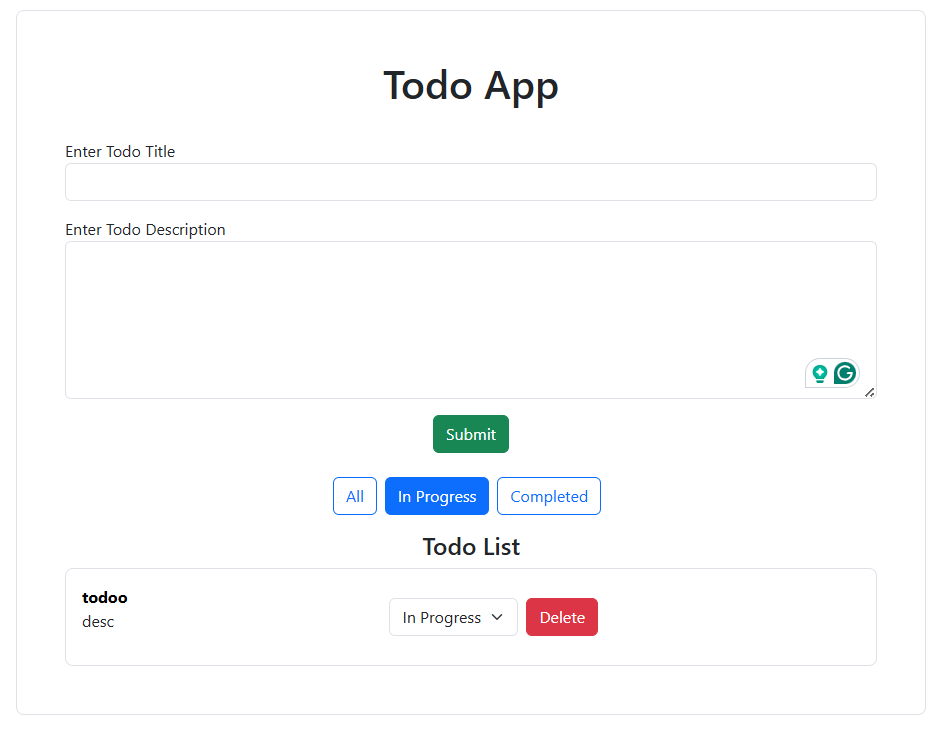 Todo App
Enter Todo Title
Enter Todo Description
Submit
All In Progress Completed
Todo List
todoo
desc
In Progress Delete